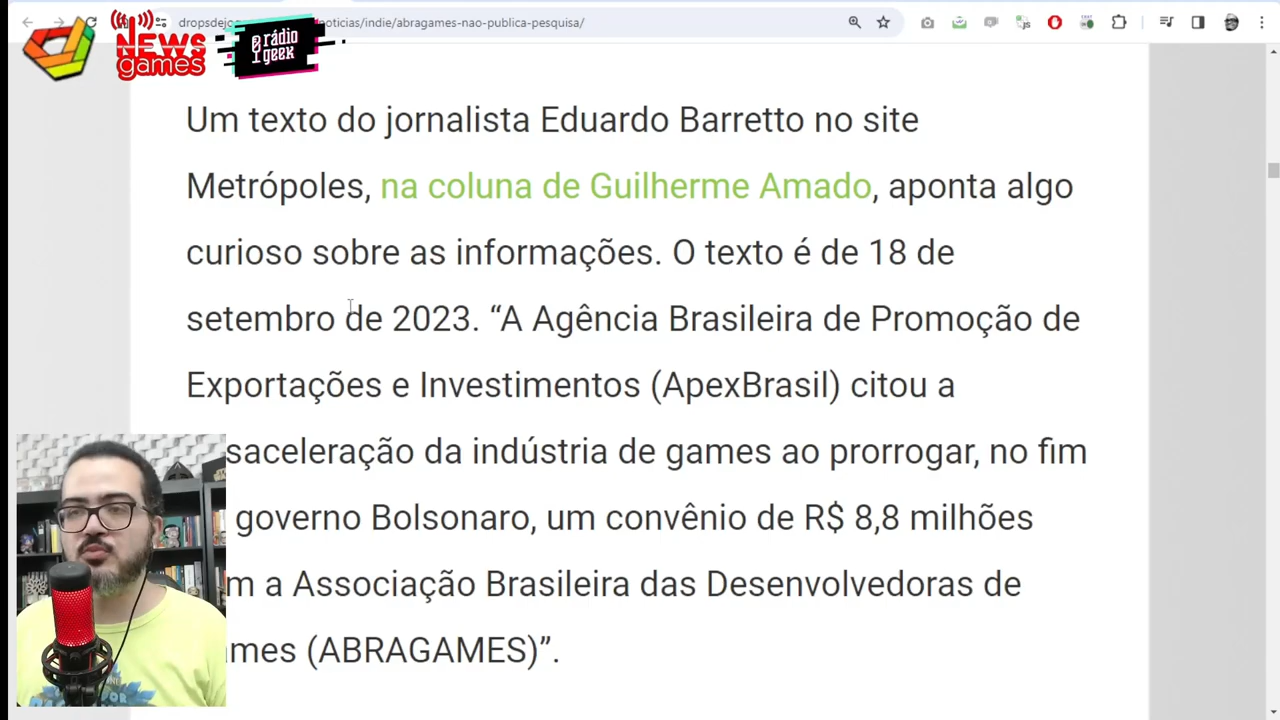 dropsdejo
noticias/indie/abragames-nao-publica-pesquisa/
NEWS
games
rádio
geek
Um texto do jornalista Eduardo Barretto no site
Metrópoles, na coluna de Guilherme Amado, aponta algo
curioso sobre as informações. O texto é de 18 de
setembro de 2023. “A Agência Brasileira de Promoção de
Exportações e Investimentos (ApexBrasil) citou a
saceleração da indústria de games ao prorrogar, no fim
governo Bolsonaro, um convênio de R$ 8,8 milhões
m a Associação Brasileira das Desenvolvedoras de
ames (ABRAGAMES)”.